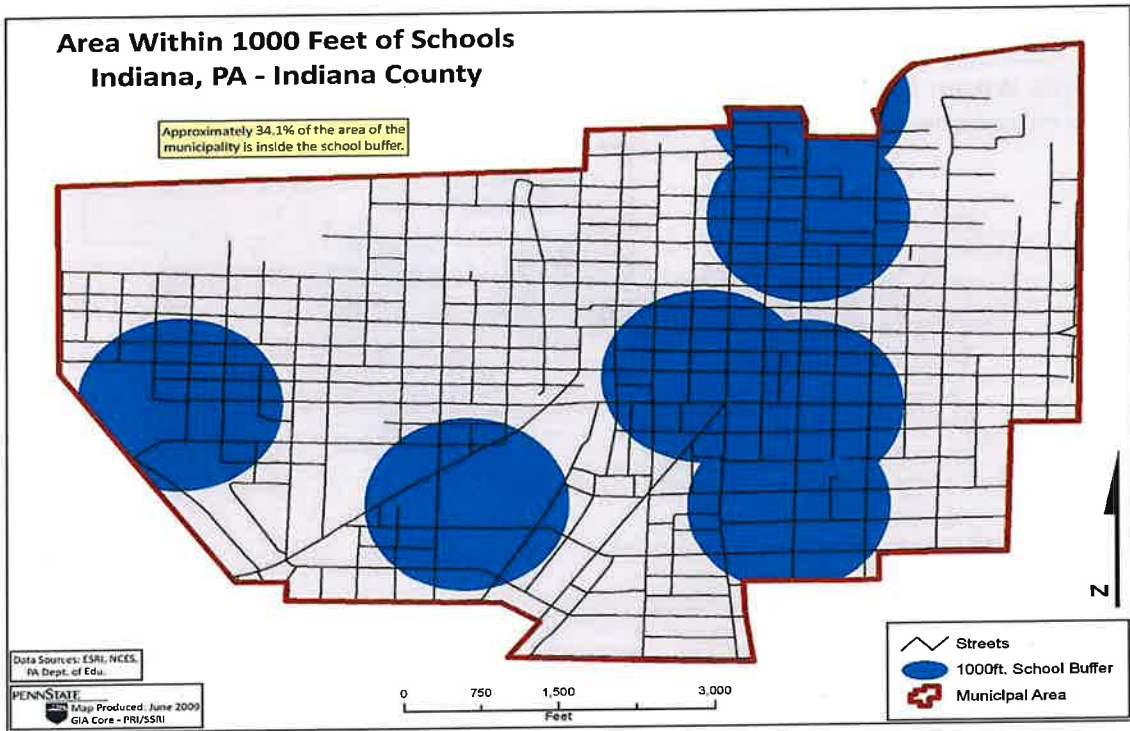 Area Within 1000 Feet of Schools
Indiana, PA - Indiana County
Approximately 34.1% of the area of the
municipality is inside the school buffer.
N
Streets
1000ft. School Buffer
Municipal Area
Data Sources: ESRI, NCES,
PA Dept. of Edu.
PENNSTATE
Map Produced: June 2009
GIA Core - PRI/SSRI
0 750 1,500 3,000
Feet